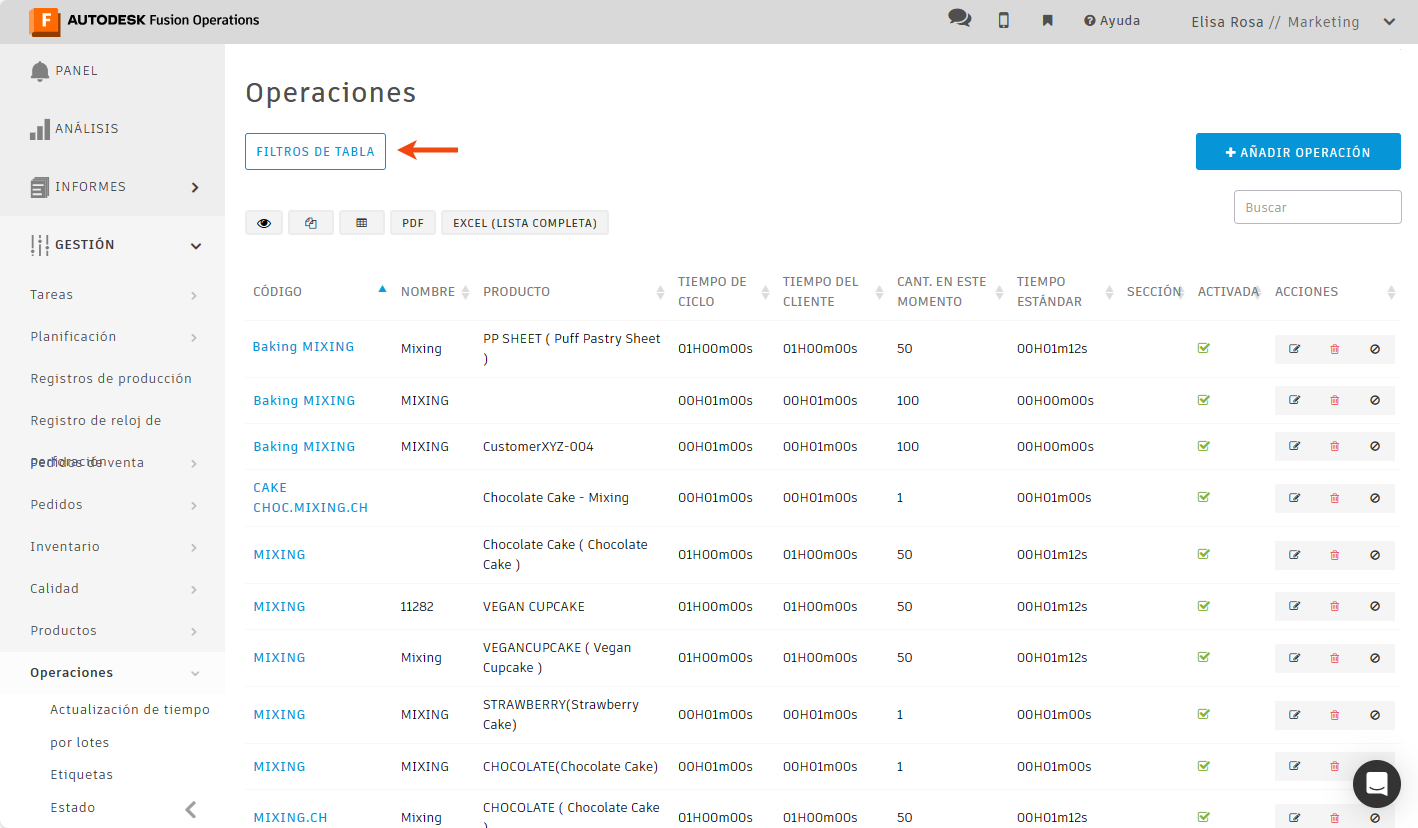 F AUTODESK Fusion Operations
Ayuda
Elisa Rosa // Marketing
PANEL
ANÁLISIS
INFORMES
GESTIÓN
Tareas
Planificación
Registros de producción
Registro de reloj de
perforación
Pedidos de venta
Pedidos
Inventario
Calidad
Productos
Operaciones
Actualización de tiempo
por lotes
Etiquetas
Estado
Operaciones
FILTROS DE TABLA
AÑADIR OPERACIÓN
Buscar
PDF EXCEL (LISTA COMPLETA)
CÓDIGO NOMBRE PRODUCTO TIEMPO DE CICLO TIEMPO DEL CLIENTE CANT. EN ESTE MOMENTO TIEMPO ESTÁNDAR SECCIÓN ACTIVADA ACCIONES
Baking MIXING Mixing PP SHEET ( Puff Pastry Sheet ) 01H00m00s 01H00m00s 50 00H01m12s
Baking MIXING MIXING 00H01m00s 00H01m00s 100 00H00m00s
Baking MIXING MIXING CustomerXYZ-004 00H01m00s 00H01m00s 100 00H00m00s
CAKE CHOC.MIXING.CH Chocolate Cake - Mixing 00H01m00s 00H01m00s 1 00H01m00s
MIXING Chocolate Cake ( Chocolate Cake ) 01H00m00s 01H00m00s 50 00H01m12s
MIXING 11282 VEGAN CUPCAKE 01H00m00s 01H00m00s 50 00H01m12s
MIXING Mixing VEGANCUPCAKE ( Vegan Cupcake ) 01H00m00s 01H00m00s 50 00H01m12s
MIXING MIXING STRAWBERRY(Strawberry Cake) 00H01m00s 00H01m00s 1 00H01m00s
MIXING MIXING CHOCOLATE(Chocolate Cake) 00H01m00s 00H01m00s 1 00H01m00s
MIXING.CH Mixing CHOCOLATE ( Chocolate Cake ) 01H00m00s 01H00m00s 50 00H01m12s